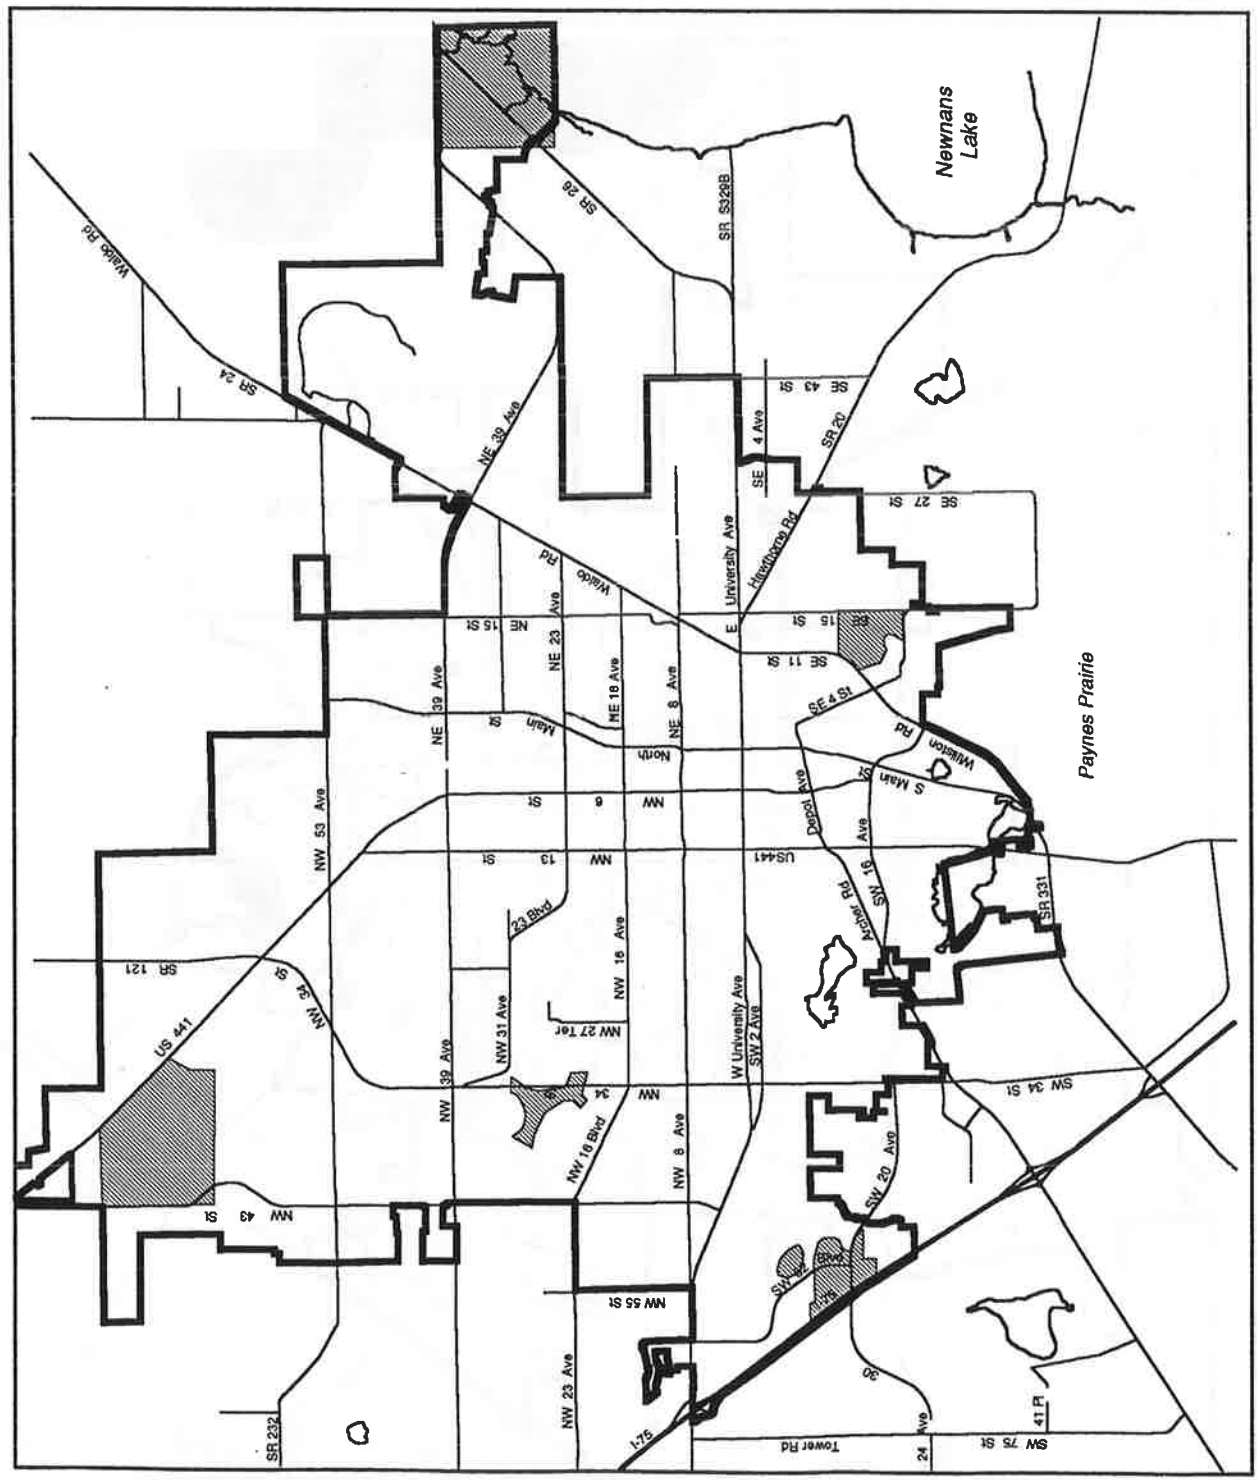 Newnans
Lake
Waldo Rd
SR 26
SR S329B
SR 24
SE 43 St
NE 39 Ave
SE 4 Ave
SR 20
SE 27 St
University Ave
E
Hawthorne Rd
Waldo Rd
NE 23 Ave
NE 15 St
SE 15 St
SE 11 St
NE 39 Ave
NE 18 Ave
NE 8 Ave
SE 4 St
Paynes Prairie
North Main St
Williston Rd
S Main St
NW 53 Ave
NW 6 St
Depot Ave
NW 13 St
US441
SW 16 Ave
Archer Rd
SR 331
23 Blvd
SR 121
NW 34 St
NW 16 Ave
US 441
NW 31 Ave
NW 27 Ter
W University Ave
SW 2 Ave
NW 39 Ave
NW 34
SW 34 St
NW 16 Blvd
NW 8 Ave
SW 20 Ave
NW 43 St
SW 62 Blvd
I-75
NW 55 St
NW 23 Ave
30
SR 232
I-75
Tower Rd
24 Ave
SW 75 St
41 Pl